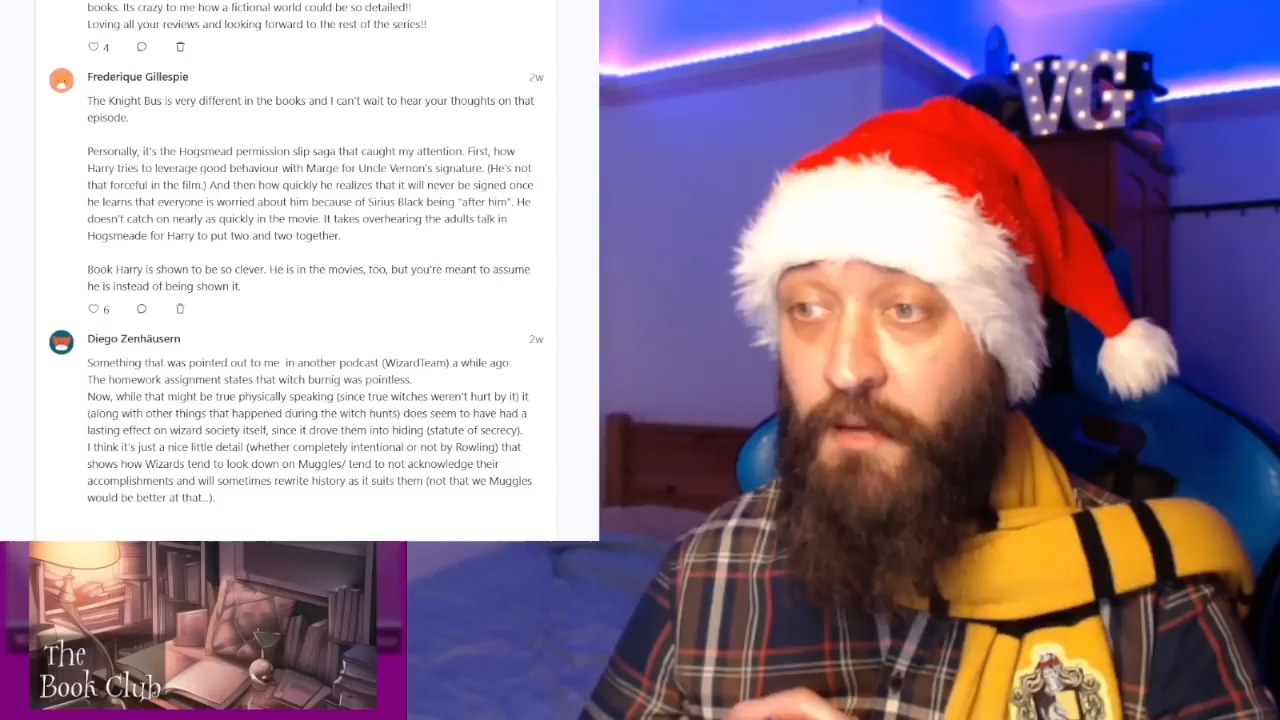 books. Its crazy to me how a fictional world could be so detailed!!
Loving all your reviews and looking forward to the rest of the series!!
4
Frederique Gillespie
2w
The Knight Bus is very different in the books and I can't wait to hear your thoughts on that
episode.
Personally, it's the Hogsmead permission slip saga that caught my attention. First, how
Harry tries to leverage good behaviour with Marge for Uncle Vernon's signature. (He's not
that forceful in the film.) And then how quickly he realizes that it will never be signed once
he learns that everyone is worried about him because of Sirius Black being "after him". He
doesn't catch on nearly as quickly in the movie. It takes overhearing the adults talk in
Hogsmeade for Harry to put two and two together.
Book Harry is shown to be so clever. He is in the movies, too, but you're meant to assume
he is instead of being shown it.
6
Diego Zenhäusern
2w
Something that was pointed out to me in another podcast (WizardTeam) a while ago:
The homework assignment states that witch burnig was pointless.
Now, while that might be true physically speaking (since true witches weren't hurt by it) it
(along with other things that happened during the witch hunts) does seem to have had a
lasting effect on wizard society itself, since it drove them into hiding (statute of secrecy).
I think it's just a nice little detail (whether completely intentional or not by Rowling) that
shows how Wizards tend to look down on Muggles/ tend to not acknowledge their
accomplishments and will sometimes rewrite history as it suits them (not that we Muggles
would be better at that...).
VG
The
Book Club